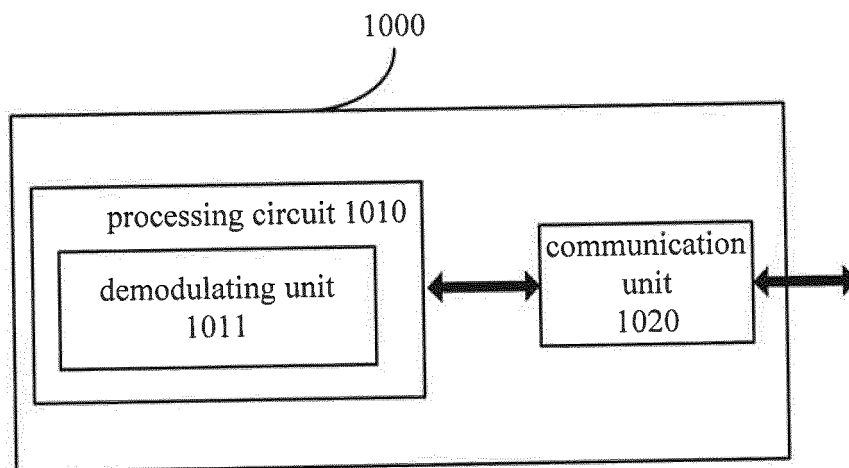 1000
processing circuit 1010
demodulating unit
1011
communication
unit
1020